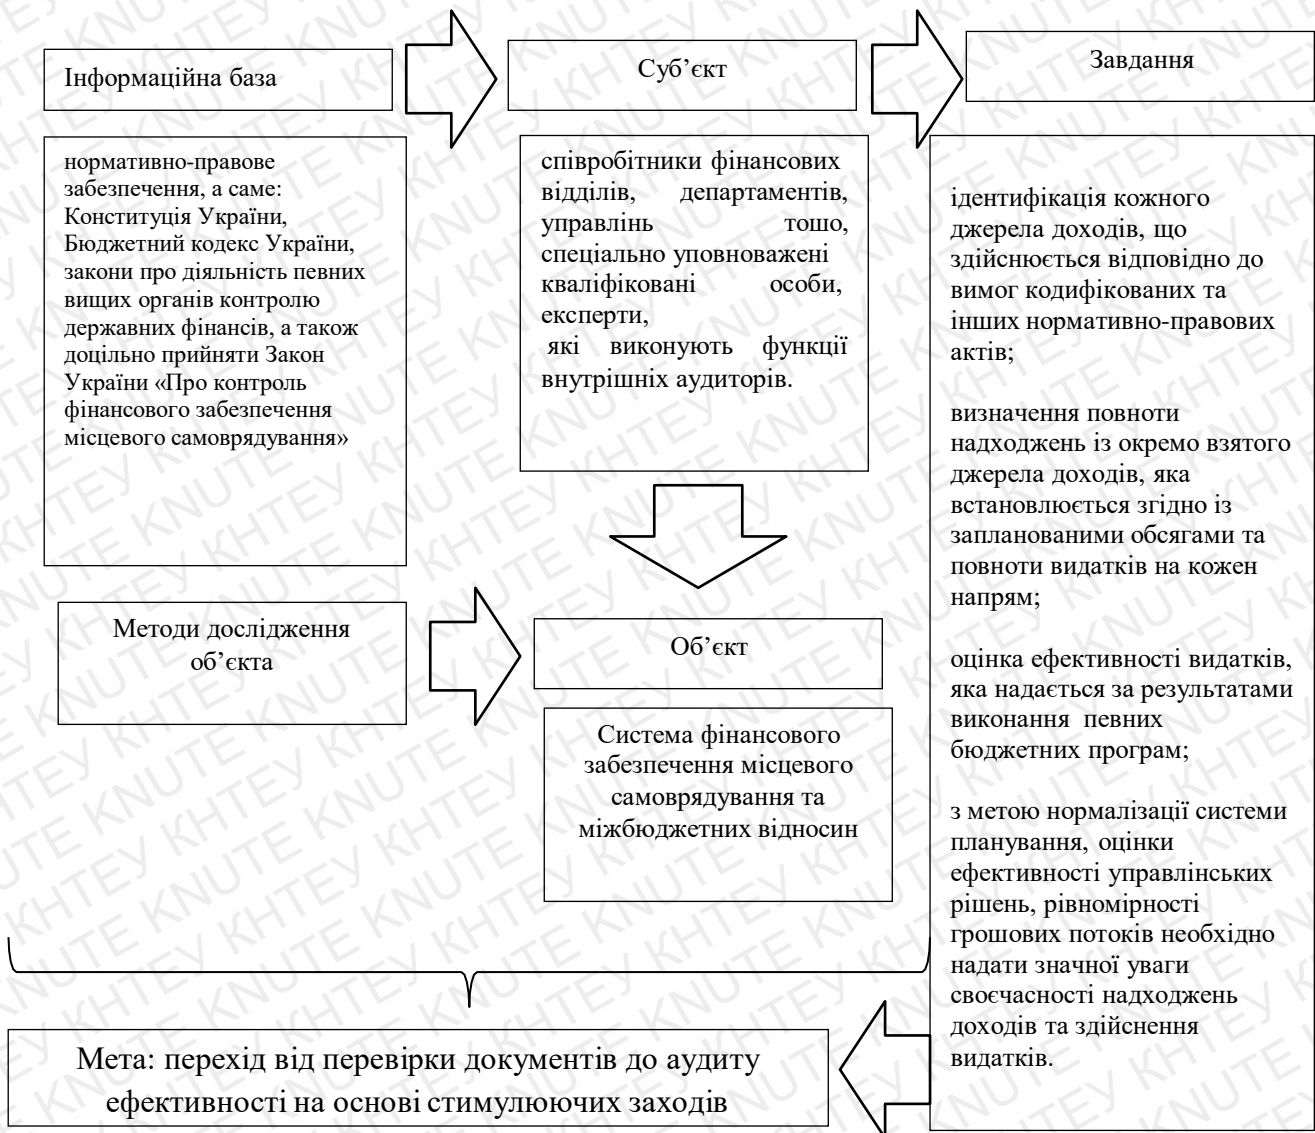 Інформаційна база
Суб’єкт
Завдання
нормативно-правове
забезпечення, а саме:
Конституція України,
Бюджетний кодекс України,
закони про діяльність певних
вищих органів контролю
державних фінансів, а також
доцільно прийняти Закон
України «Про контроль
фінансового забезпечення
місцевого самоврядування»
співробітники фінансових
відділів, департаментів,
управлінь тошо,
спеціально уповноважені
кваліфіковані особи,
експерти,
які виконують функції
внутрішніх аудиторів.
ідентифікація кожного
джерела доходів, що
здійснюється відповідно до
вимог кодифікованих та
інших нормативно-правових
актів;
визначення повноти
надходжень із окремо взятого
джерела доходів, яка
встановлюється згідно із
запланованими обсягами та
повноти видатків на кожен
напрям;
оцінка ефективності видатків,
яка надається за результатами
виконання певних
бюджетних програм;
з метою нормалізації системи
планування, оцінки
ефективності управлінських
рішень, рівномірності
грошових потоків необхідно
надати значної уваги
своєчасності надходжень
доходів та здійснення
видатків.
Методи дослідження
об’єкта
Об’єкт
Система фінансового
забезпечення місцевого
самоврядування та
міжбюджетних відносин
Мета: перехід від перевірки документів до аудиту
ефективності на основі стимулюючих заходів